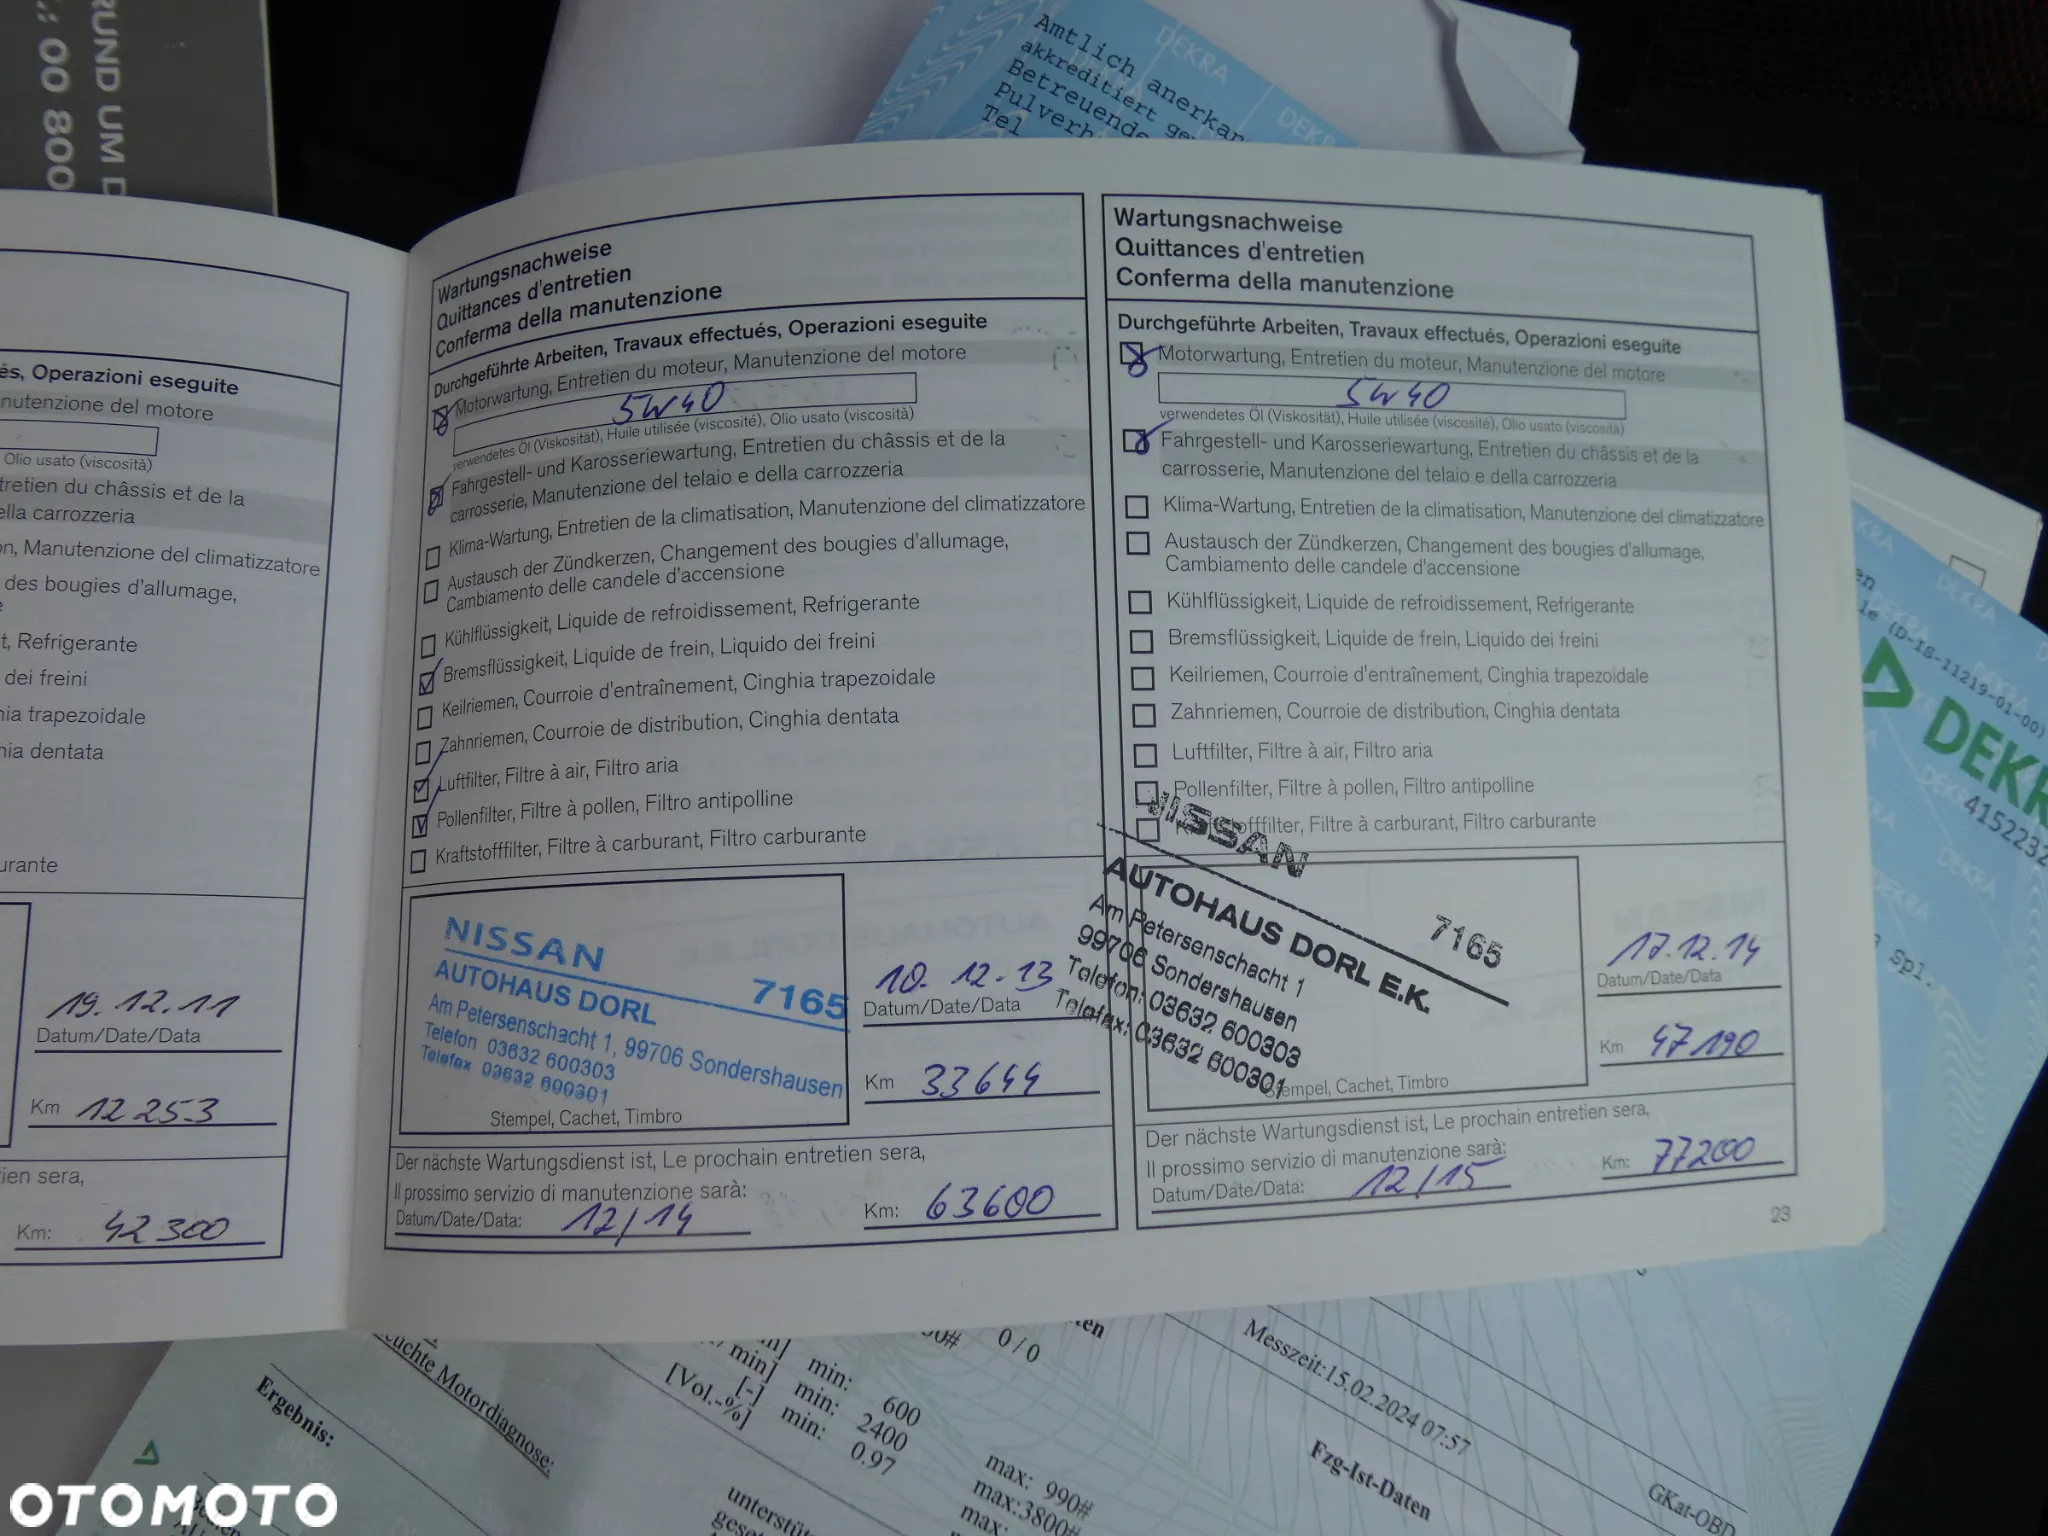 RUND UM D
: 00 800
Amtlich anerkan
akkreditiert ge
Betreuende
Pulverh
Tel
DEKRA
DEKRA
és, Operazioni eseguite
nutenzione del motore
Olio usato (viscosità)
tretien du châssis et de la
ella carrozzeria
on, Manutenzione del climatizzatore
des bougies d'allumage,
t, Refrigerante
dei freini
hia trapezoidale
hia dentata
urante
19.12.11
Datum/Date/Data
Km 12253
ien sera,
Km: 42300
Wartungsnachweise
Quittances d'entretien
Conferma della manutenzione
Durchgeführte Arbeiten, Travaux effectués, Operazioni eseguite
Motorwartung, Entretien du moteur, Manutenzione del motore
5W40
verwendetes Öl (Viskosität), Huile utilisée (viscosité), Olio usato (viscosità)
Fahrgestell- und Karosseriewartung, Entretien du châssis et de la
carrosserie, Manutenzione del telaio e della carrozzeria
Klima-Wartung, Entretien de la climatisation, Manutenzione del climatizzatore
Austausch der Zündkerzen, Changement des bougies d'allumage,
Cambiamento delle candele d'accensione
Kühlflüssigkeit, Liquide de refroidissement, Refrigerante
Bremsflüssigkeit, Liquide de frein, Liquido dei freini
Keilriemen, Courroie d'entraînement, Cinghia trapezoidale
Zahnriemen, Courroie de distribution, Cinghia dentata
Luftfilter, Filtre à air, Filtro aria
Pollenfilter, Filtre à pollen, Filtro antipolline
Kraftstofffilter, Filtre à carburant, Filtro carburante
NISSAN
7165
AUTOHAUS DORL
Am Petersenschacht 1, 99706 Sondershausen
Telefon 03632 600303
Telefax 03632 600301
Stempel, Cachet, Timbro
10.12.13
Datum/Date/Data
Km 33644
Der nächste Wartungsdienst ist, Le prochain entretien sera,
Il prossimo servizio di manutenzione sarà:
Datum/Date/Data: 12/14
Km: 63600
Wartungsnachweise
Quittances d'entretien
Conferma della manutenzione
Durchgeführte Arbeiten, Travaux effectués, Operazioni eseguite
Motorwartung, Entretien du moteur, Manutenzione del motore
5W40
verwendetes Öl (Viskosität), Huile utilisée (viscosité), Olio usato (viscosità)
Fahrgestell- und Karosseriewartung, Entretien du châssis et de la
carrosserie, Manutenzione del telaio e della carrozzeria
Klima-Wartung, Entretien de la climatisation, Manutenzione del climatizzatore
Austausch der Zündkerzen, Changement des bougies d'allumage,
Cambiamento delle candele d'accensione
Kühlflüssigkeit, Liquide de refroidissement, Refrigerante
Bremsflüssigkeit, Liquide de frein, Liquido dei freini
Keilriemen, Courroie d'entraînement, Cinghia trapezoidale
Zahnriemen, Courroie de distribution, Cinghia dentata
Luftfilter, Filtre à air, Filtro aria
Pollenfilter, Filtre à pollen, Filtro antipolline
Kraftstofffilter, Filtre à carburant, Filtro carburante
NISSAN
7165
AUTOHAUS DORL E.K.
Am Petersenschacht 1
99706 Sondershausen
Telefon: 03632 600303
Telefax: 03632 600301
Stempel, Cachet, Timbro
17.12.14
Datum/Date/Data
Km 47190
Der nächste Wartungsdienst ist, Le prochain entretien sera,
Il prossimo servizio di manutenzione sarà:
Datum/Date/Data: 12/15
Km: 77200
23
(D-IS-11219-01-00)
DEKR
4152232
spl.
uchte Motordiagnose:
Ergebnis:
min] min: 600
min] min: 2400
[-]
[Vol.-%] min: 0.97
0/0
max: 990#
max:3800#
max:
unterstütz
Messzeit:15.02.2024 07:57
Fzg-Ist-Daten
GKat-OBD
OTOMOTO